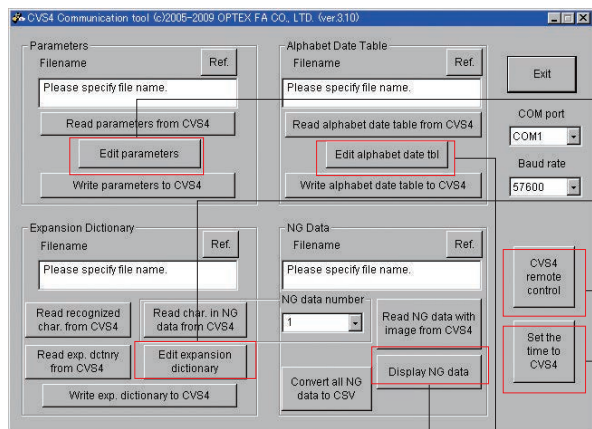 CVS4 Communication tool (c)2005-2009 OPTEX FA CO., LTD. (ver.3.10)
Parameters
Filename
Ref.
Please specify file name.
Read parameters from CVS4
Edit parameters
Write parameters to CVS4
Alphabet Date Table
Filename
Ref.
Please specify file name.
Read alphabet date table from CVS4
Edit alphabet date tbl
Write alphabet date table to CVS4
Exit
COM port
COM1
Baud rate
57600
Expansion Dictionary
Filename
Ref.
Please specify file name.
Read recognized
char. from CVS4
Read char. in NG
data from CVS4
Read exp. dctnry
from CVS4
Edit expansion
dictionary
Write exp. dictionary to CVS4
NG Data
Filename
Ref.
Please specify file name.
NG data number
1
Read NG data with
image from CVS4
Convert all NG
data to CSV
Display NG data
CVS4
remote
control
Set the
time to
CVS4